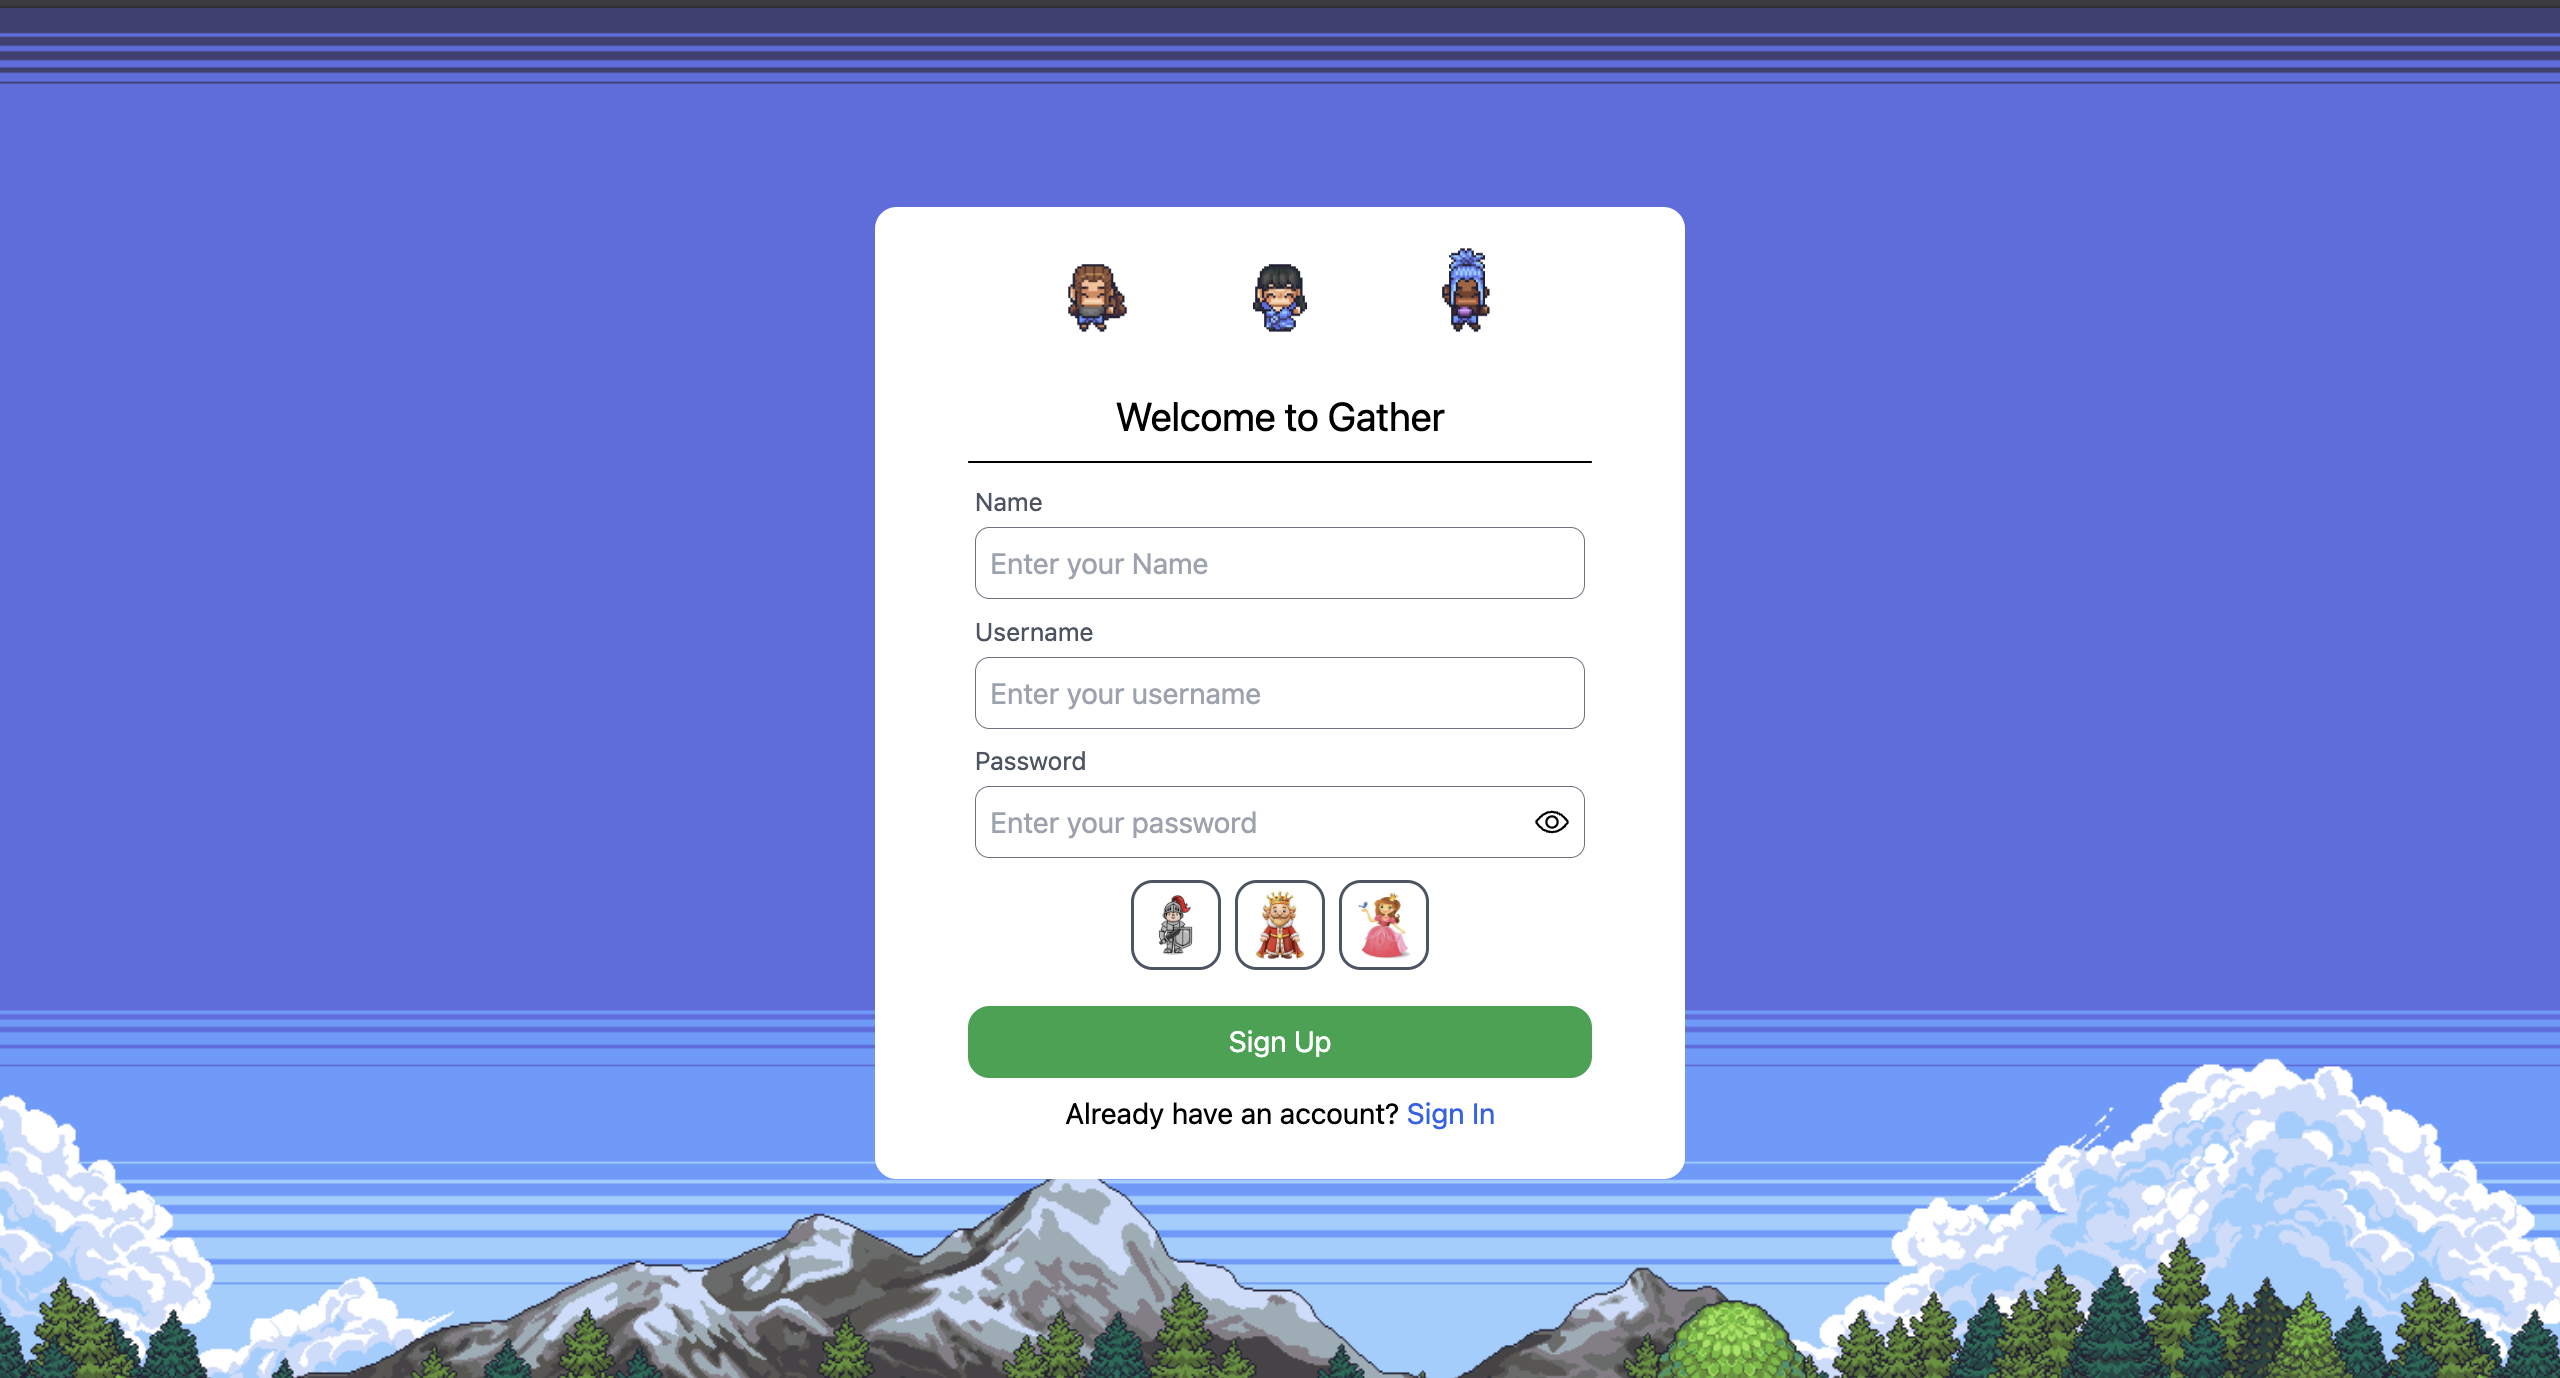 Welcome to Gather
Name
Enter your Name
Username
Enter your username
Password
Enter your password
Sign Up
Already have an account? Sign In